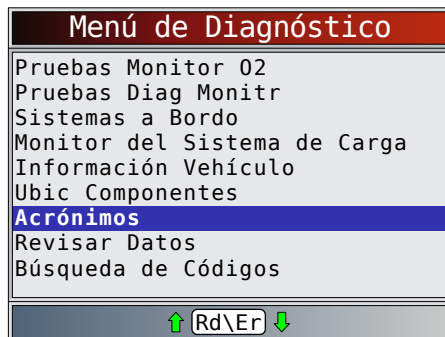 Menú de Diagnóstico
Pruebas Monitor O2
Pruebas Diag Monitr
Sistemas a Bordo
Monitor del Sistema de Carga
Información Vehículo
Ubic Componentes
Acrónimos
Revisar Datos
Búsqueda de Códigos
Rd\Er